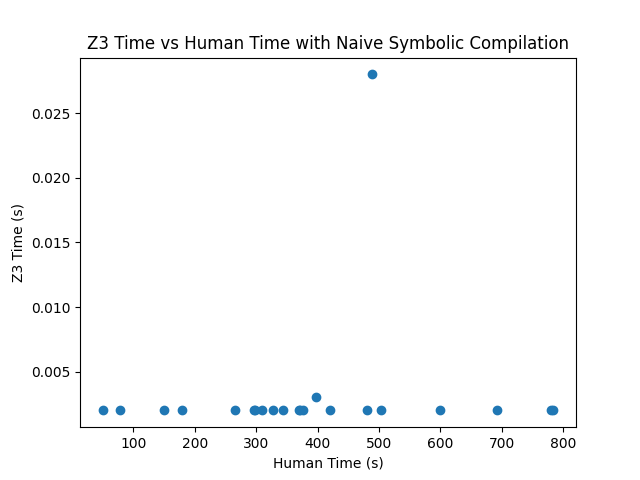 Z3 Time vs Human Time with Naive Symbolic Compilation
Z3 Time (s)
0.025
0.020
0.015
0.010
0.005
100 200 300 400 500 600 700 800
Human Time (s)